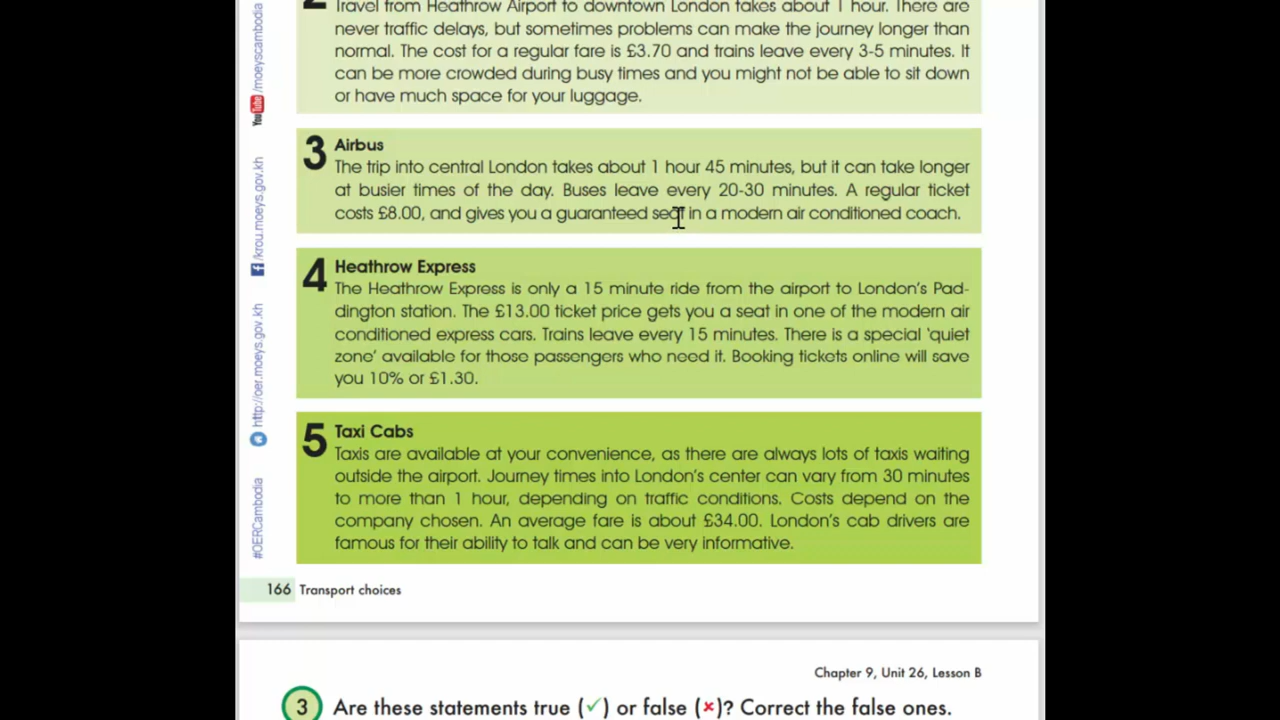 2
Travel from Heathrow Airport to downtown London takes about 1 hour. There are
never traffic delays, but sometimes problems can make the journey longer than
normal. The cost for a regular fare is £3.70 and trains leave every 3-5 minutes. It
can be more crowded during busy times and you might not be able to sit down
or have much space for your luggage.
3
Airbus
The trip into central London takes about 1 hour 45 minutes, but it can take longer
at busier times of the day. Buses leave every 20-30 minutes. A regular ticket
costs £8.00, and gives you a guaranteed seat in a modern air conditioned coach.
4
Heathrow Express
The Heathrow Express is only a 15 minute ride from the airport to London's Pad-
dington station. The £13.00 ticket price gets you a seat in one of the modern air
conditioned express cars. Trains leave every 15 minutes. There is a special 'quiet
zone' available for those passengers who need it. Booking tickets online will save
you 10% or £1.30.
5
Taxi Cabs
Taxis are available at your convenience, as there are always lots of taxis waiting
outside the airport. Journey times into London's center can vary from 30 minutes
to more than 1 hour, depending on traffic conditions. Costs depend on the
company chosen. An average fare is about £34.00. London's cab drivers are
famous for their ability to talk and can be very informative.
166 Transport choices
#OERCambodia
http://oer.moeys.gov.kh
f /krou.moeys.gov.kh
YouTube /moeyscambodia
Chapter 9, Unit 26, Lesson B
3 Are these statements true (✓) or false (×)? Correct the false ones.